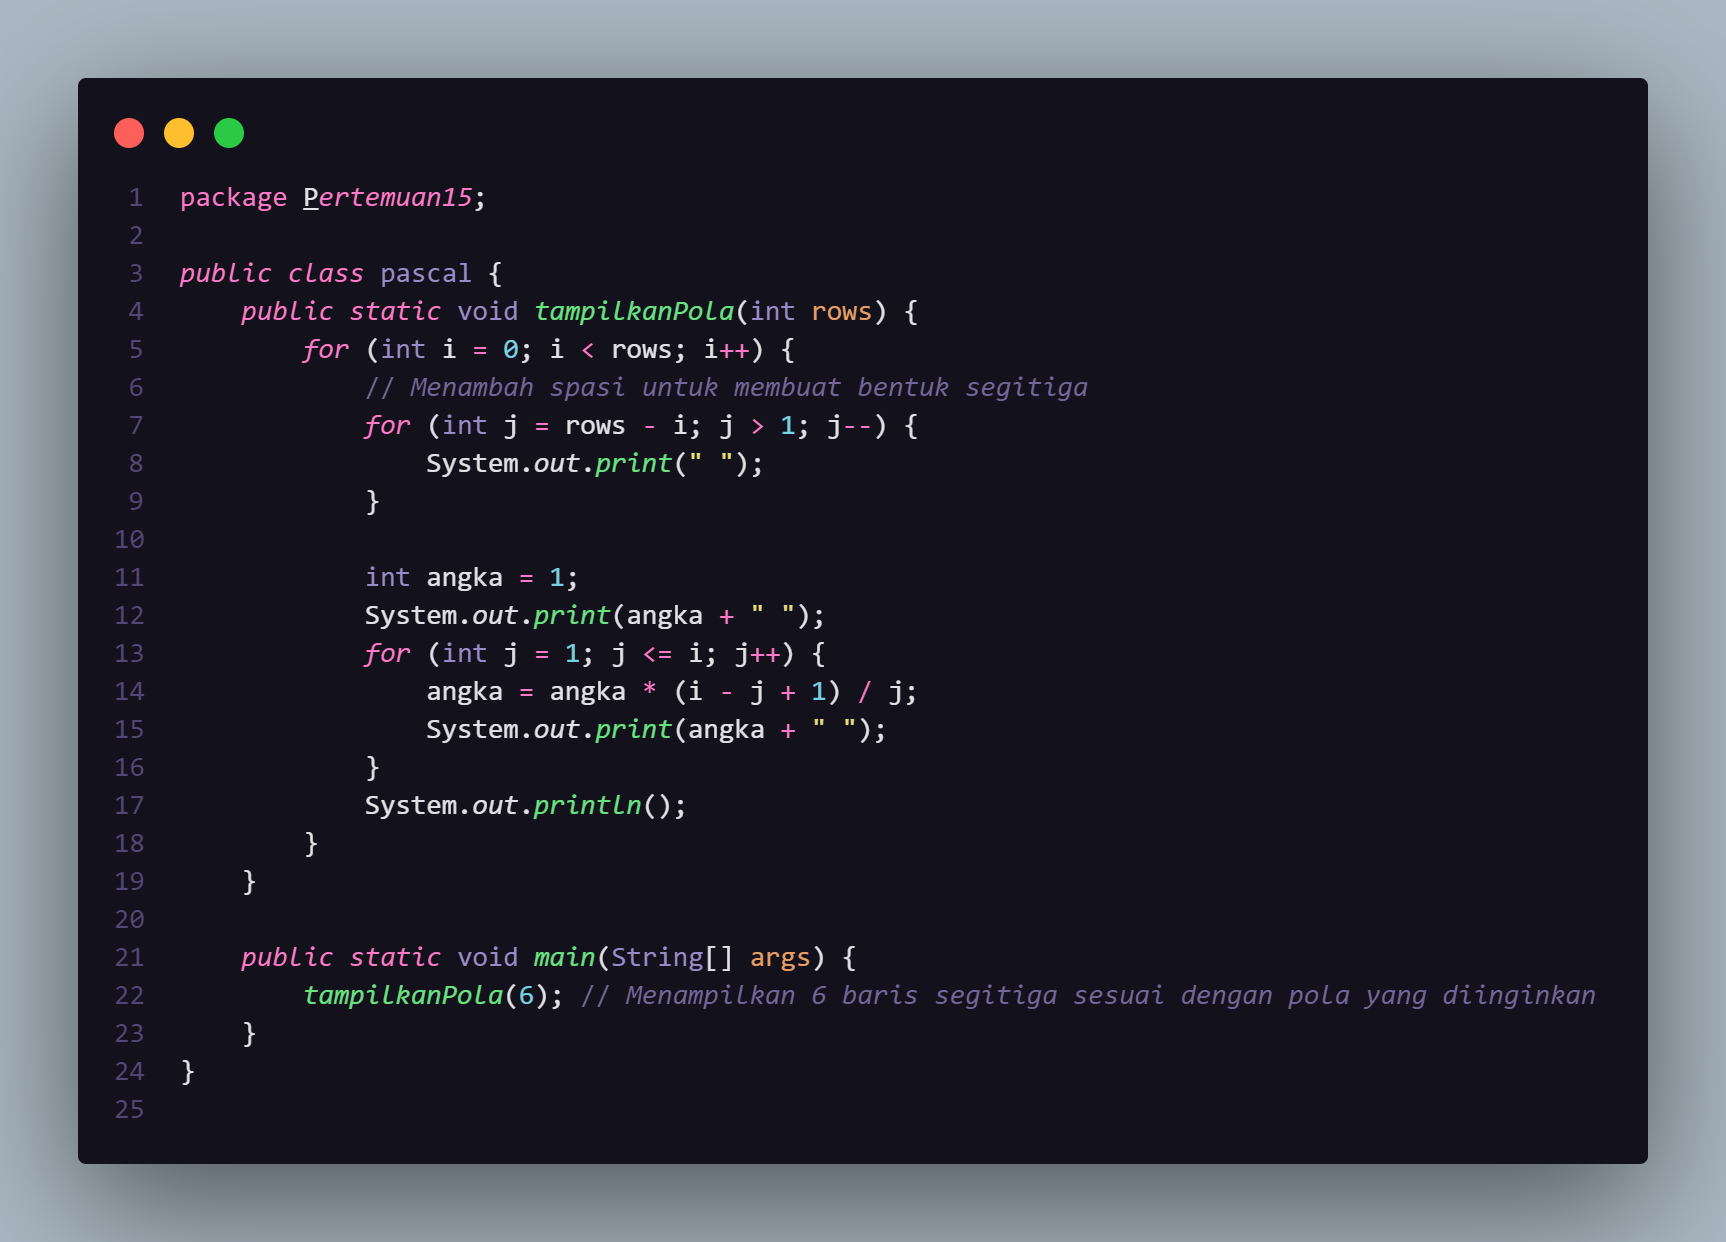 1 package Pertemuan15;
2
3 public class pascal {
4     public static void tampilkanPola(int rows) {
5         for (int i = 0; i < rows; i++) {
6             // Menambah spasi untuk membuat bentuk segitiga
7             for (int j = rows - i; j > 1; j--) {
8                 System.out.print(" ");
9             }
10
11             int angka = 1;
12             System.out.print(angka + " ");
13             for (int j = 1; j <= i; j++) {
14                 angka = angka * (i - j + 1) / j;
15                 System.out.print(angka + " ");
16             }
17             System.out.println();
18         }
19     }
20
21     public static void main(String[] args) {
22         tampilkanPola(6); // Menampilkan 6 baris segitiga sesuai dengan pola yang diinginkan
23     }
24 }
25